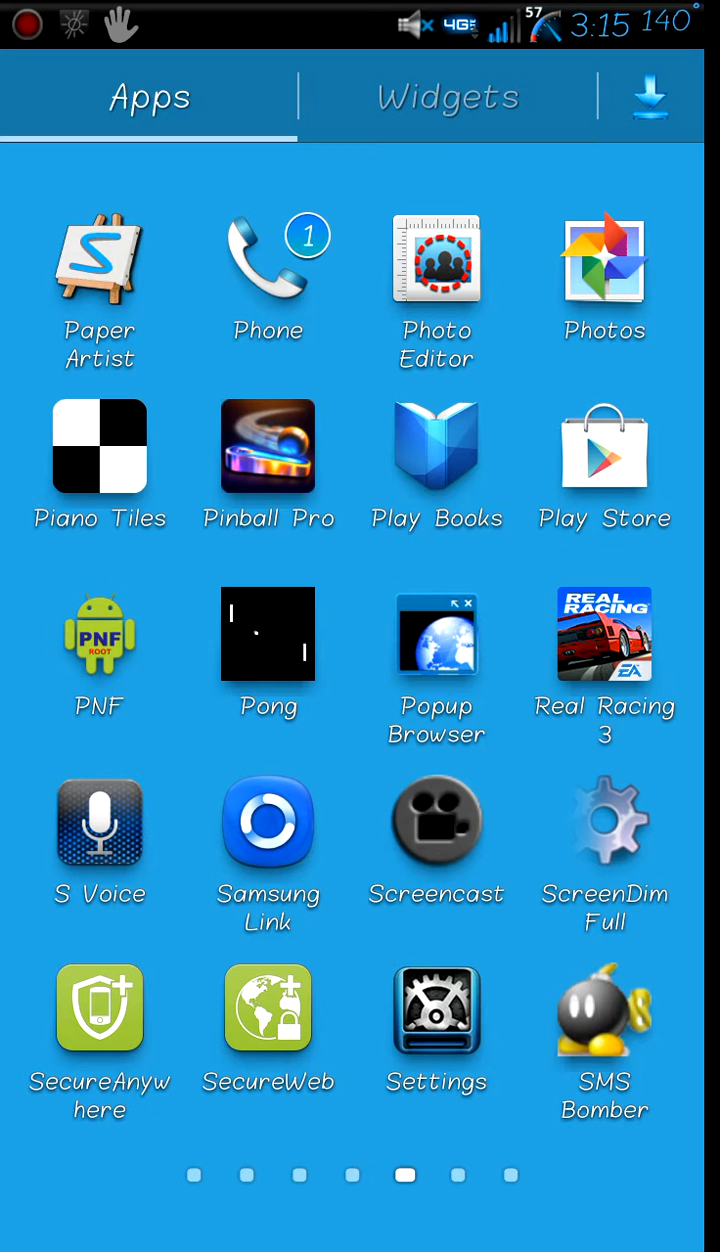 57 4G 3:15 140°
Apps Widgets
1
Paper Artist Phone Photo Editor Photos
Piano Tiles Pinball Pro Play Books Play Store
PNF ROOT
REAL RACING
EA
PNF Pong Popup Browser Real Racing 3
S Voice Samsung Link Screencast ScreenDim Full
SecureAnywhere SecureWeb Settings SMS Bomber